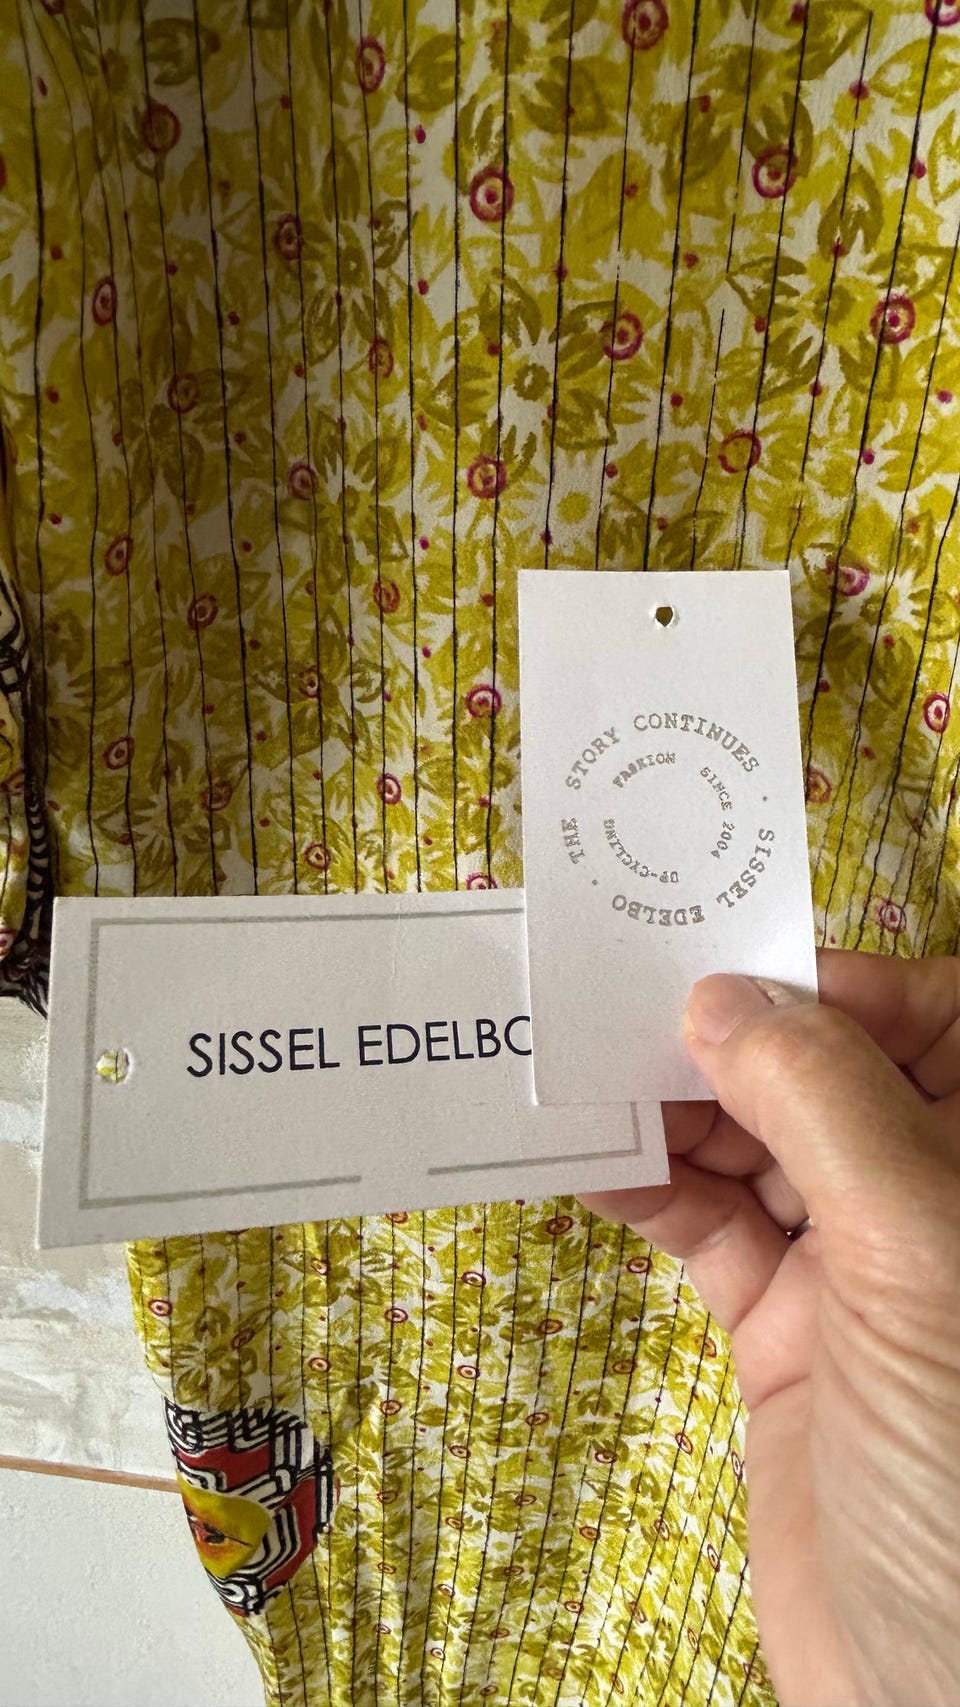 THE STORY CONTINUES · SISSEL EDELBO ·
FASHION SINCE 2004 UP-CYCLING
SISSEL EDELBO